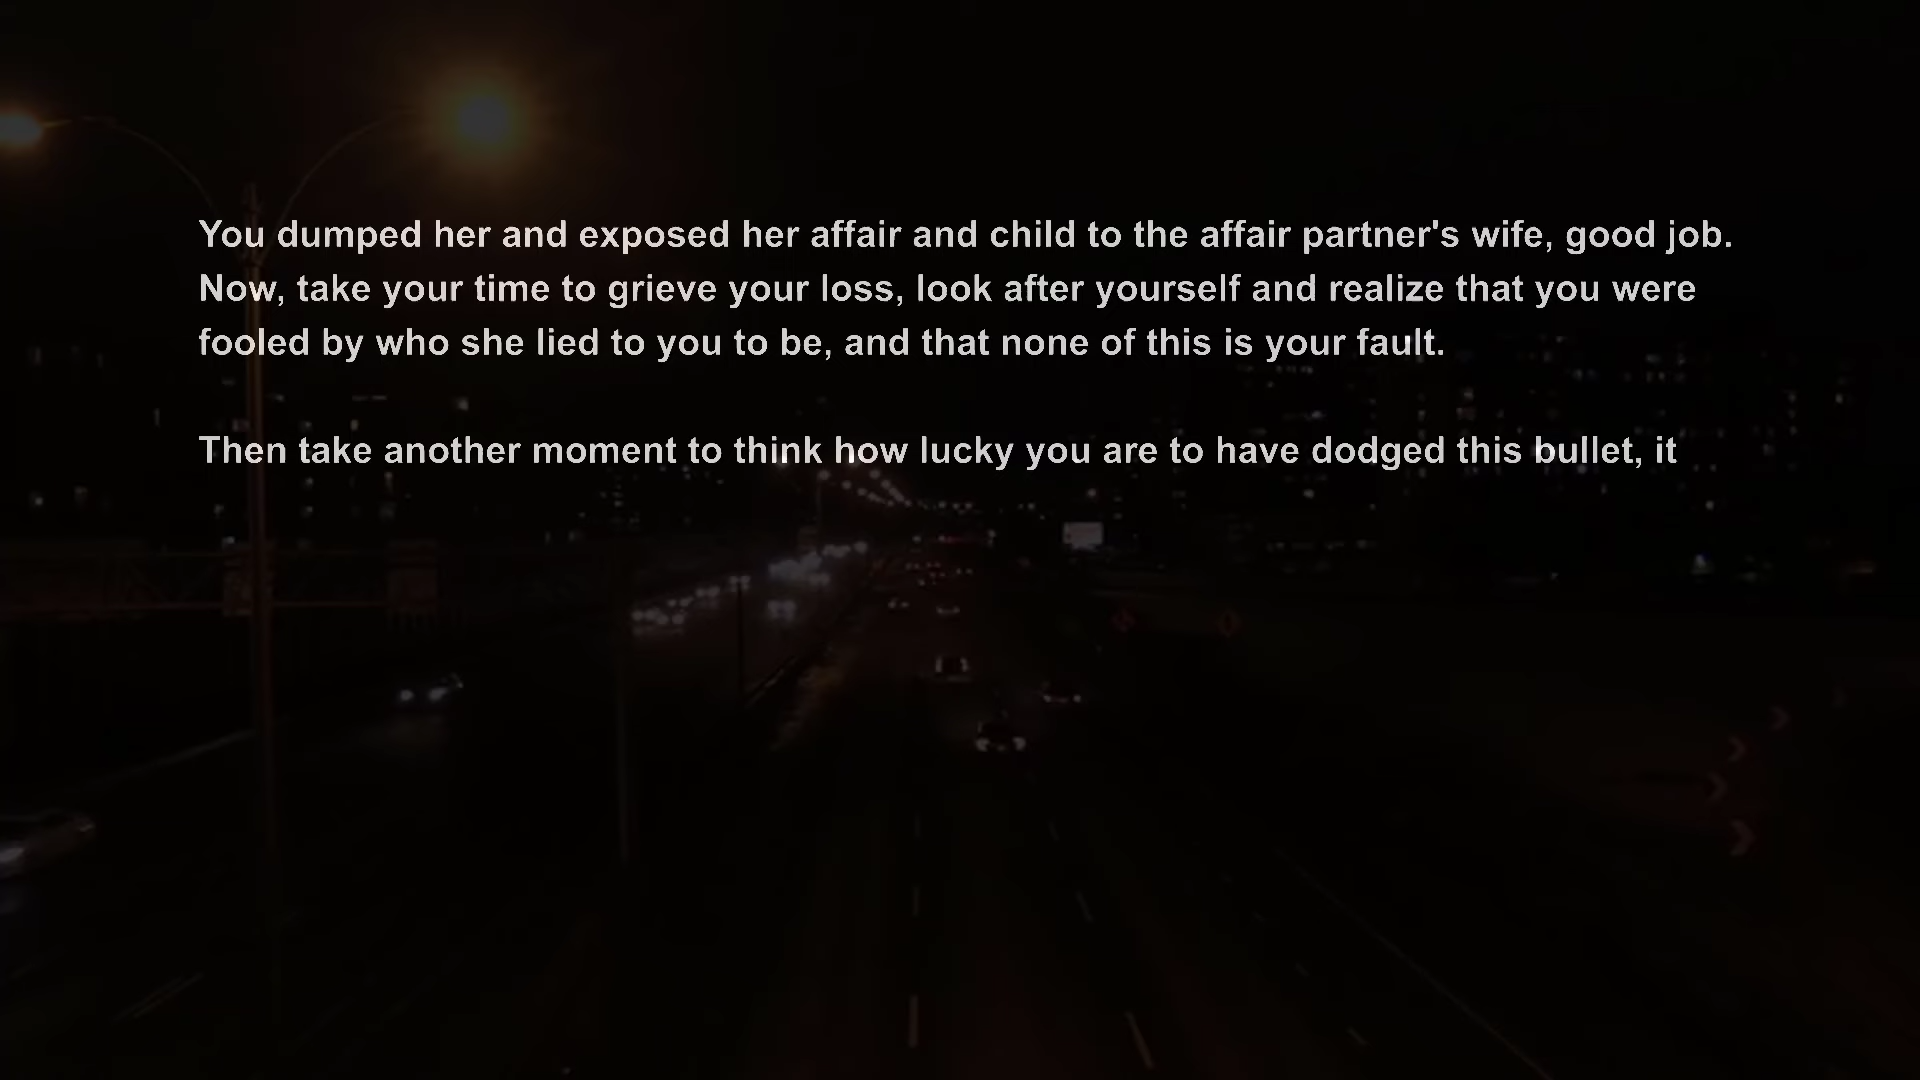 You dumped her and exposed her affair and child to the affair partner's wife, good job.
Now, take your time to grieve your loss, look after yourself and realize that you were
fooled by who she lied to you to be, and that none of this is your fault.
Then take another moment to think how lucky you are to have dodged this bullet, it